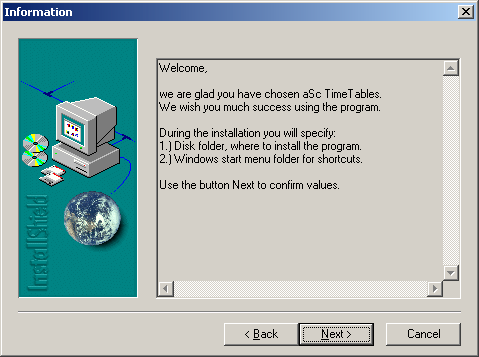 Information
Welcome,
we are glad you have chosen aSc TimeTables.
We wish you much success using the program.
During the installation you will specify:
1.) Disk folder, where to install the program.
2.) Windows start menu folder for shortcuts.
Use the button Next to confirm values.
InstallShield
< Back
Next >
Cancel